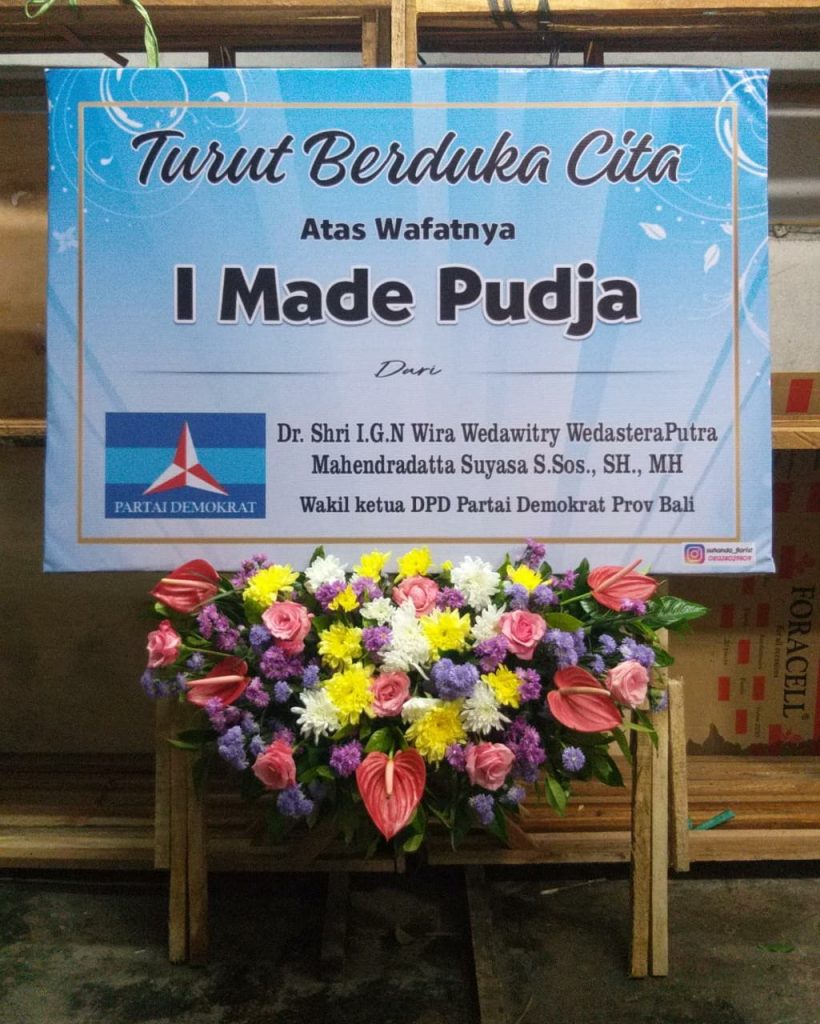 Turut Berduka Cita
Atas Wafatnya
I Made Pudja
Dari
PARTAI DEMOKRAT
Dr. Shri I.G.N Wira Wedawitry WedasteraPutra
Mahendradatta Suyasa S.Sos., SH., MH
Wakil ketua DPD Partai Demokrat Prov Bali
FORACELL®